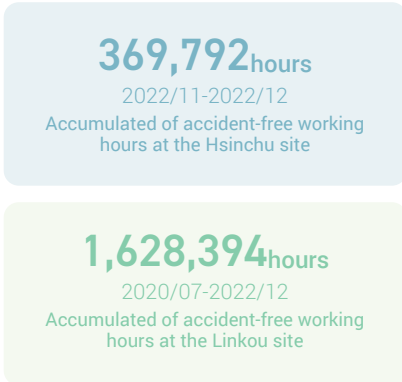 369,792hours
2022/11-2022/12
Accumulated of accident-free working
hours at the Hsinchu site
1,628,394hours
2020/07-2022/12
Accumulated of accident-free working
hours at the Linkou site